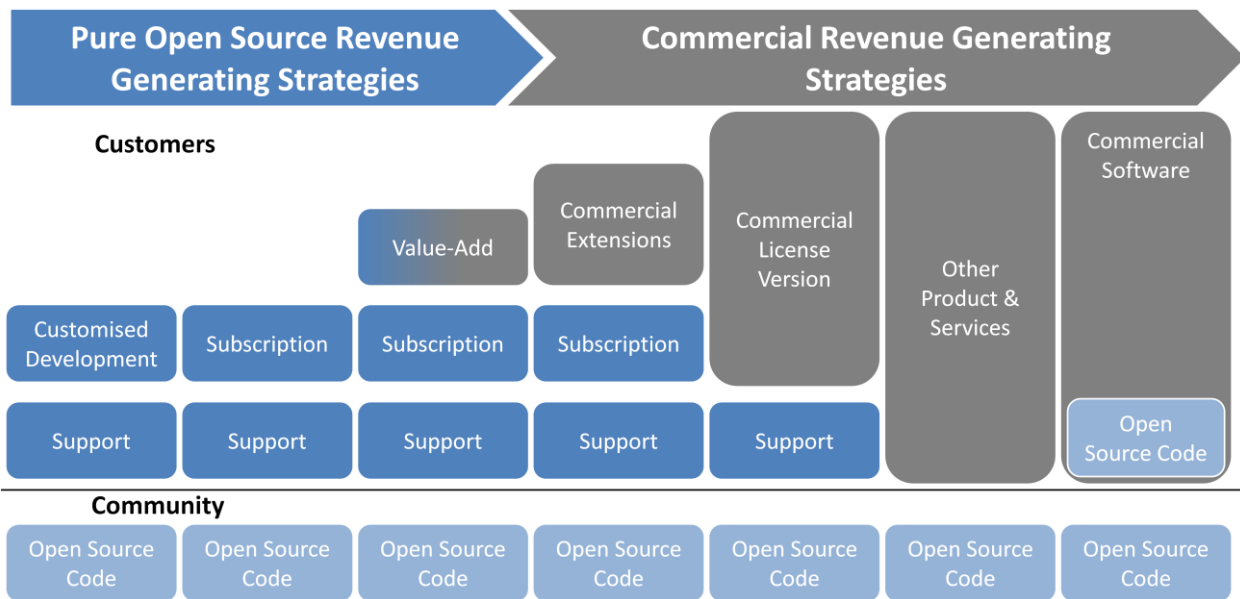 Pure Open Source Revenue
Generating Strategies
Commercial Revenue Generating
Strategies
Customers
Value-Add
Commercial
Extensions
Commercial
License
Version
Other
Product &
Services
Commercial
Software
Customised
Development
Subscription
Subscription
Subscription
Support
Support
Support
Support
Support
Open
Source Code
Community
Open Source
Code
Open Source
Code
Open Source
Code
Open Source
Code
Open Source
Code
Open Source
Code
Open Source
Code